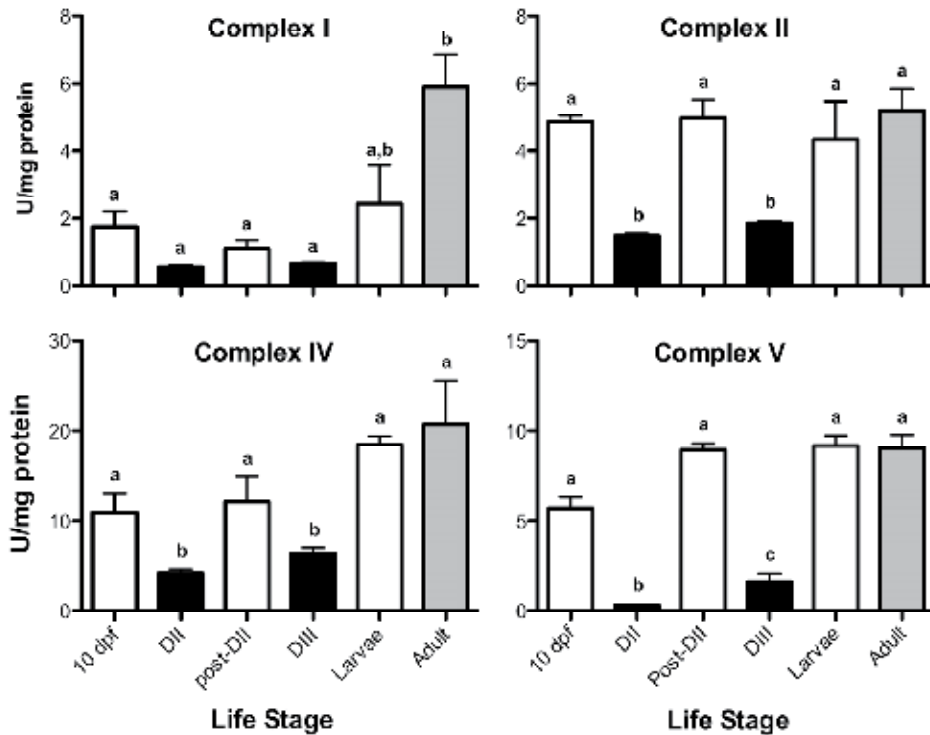 Complex I
U/mg protein
8
6
4
2
0
a
a
a
a
a,b
b
Complex II
8
6
4
2
0
a
b
a
b
a
a
Complex IV
U/mg protein
30
20
10
0
a
b
a
b
a
a
10 dpf
DII
post-DII
DIII
Larvae
Adult
Life Stage
Complex V
15
10
5
0
a
b
a
c
a
a
10 dpf
DII
Post-DII
DIII
Larvae
Adult
Life Stage